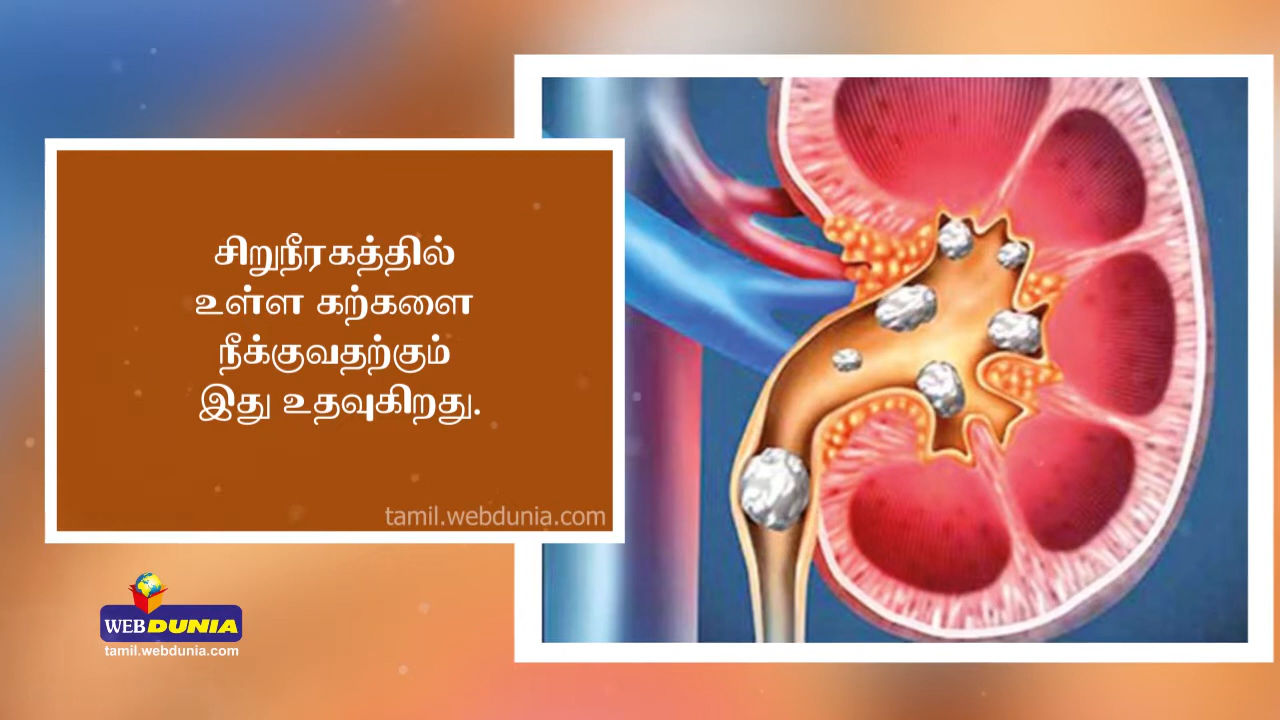 சிறுநீரகத்தில்
உள்ள கற்களை
நீக்குவதற்கும்
இது உதவுகிறது.
tamil.webdunia.com
WEBDUNIA
tamil.webdunia.com